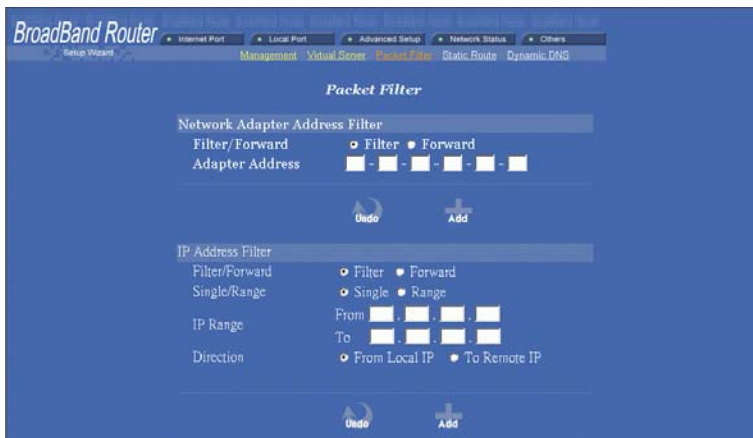 BroadBand Router
Setup Wizard
Internet Port
Local Port
Advanced Setup
Network Status
Others
Management Virtual Server Packet Filter Static Route Dynamic DNS
Packet Filter
Network Adapter Address Filter
Filter/Forward Filter Forward
Adapter Address - - - - -
Undo Add
IP Address Filter
Filter/Forward Filter Forward
Single/Range Single Range
IP Range From . . .
To . . .
Direction From Local IP To Remote IP
Undo Add